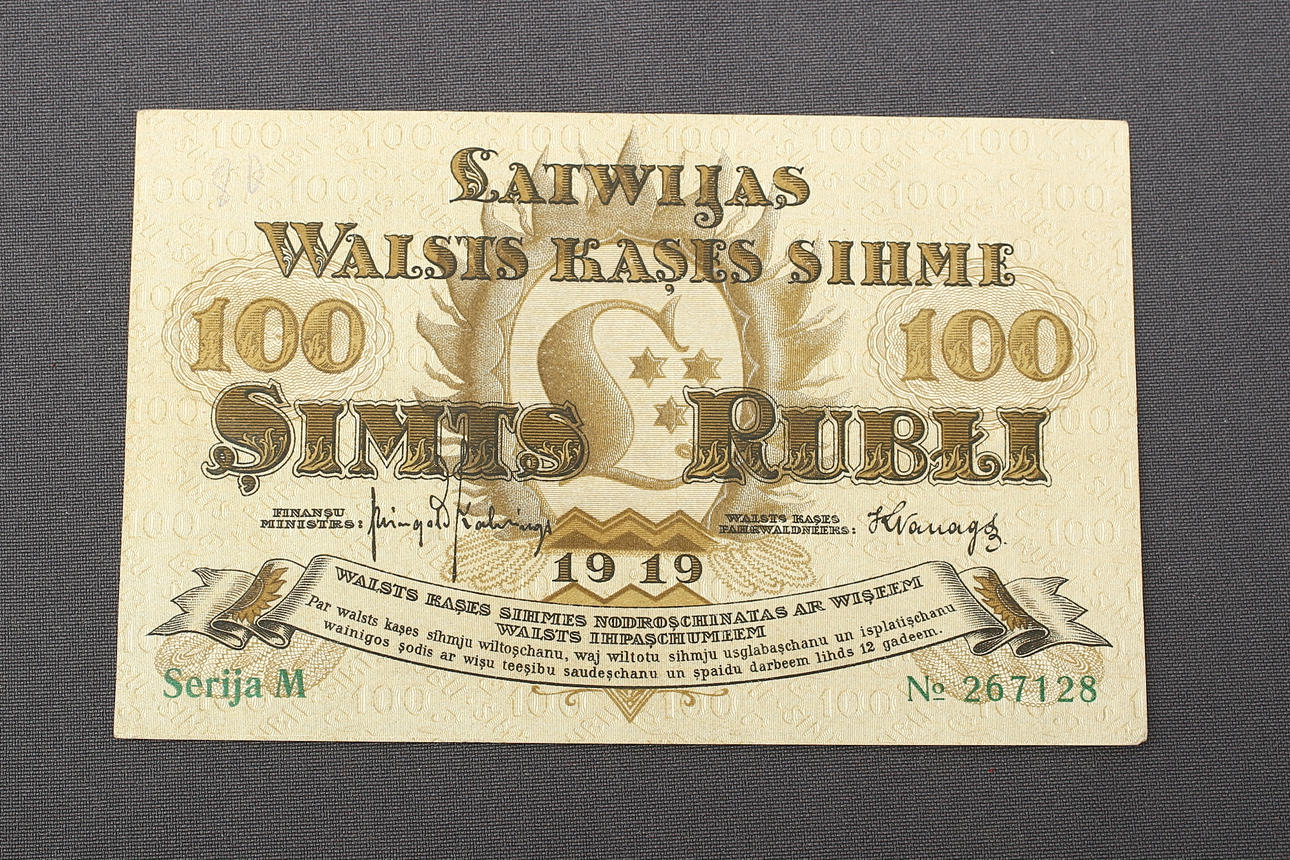 LATWIJAS
WALSTS KAŞES SIHME
100 100
ŞIMTS RUBŁI
FINANŞU
MINISTRS:
WALSTS KAŞES
PAHRWALDNEEKS:
1919
WALSTS KAŞES SIHMES NODROŞCHINATAS AR WIŞEEM
WALSTS IHPAŞCHUMEEM
Par walsts kaşes sihmju wiltoşchanu, waj wiltotu sihmju usglabaşchanu un isplatişchanu
wainigos şodis ar wişu teeşibu saudeşchanu un şpaidu darbeem lihds 12 gadeem.
Serija M
№ 267128